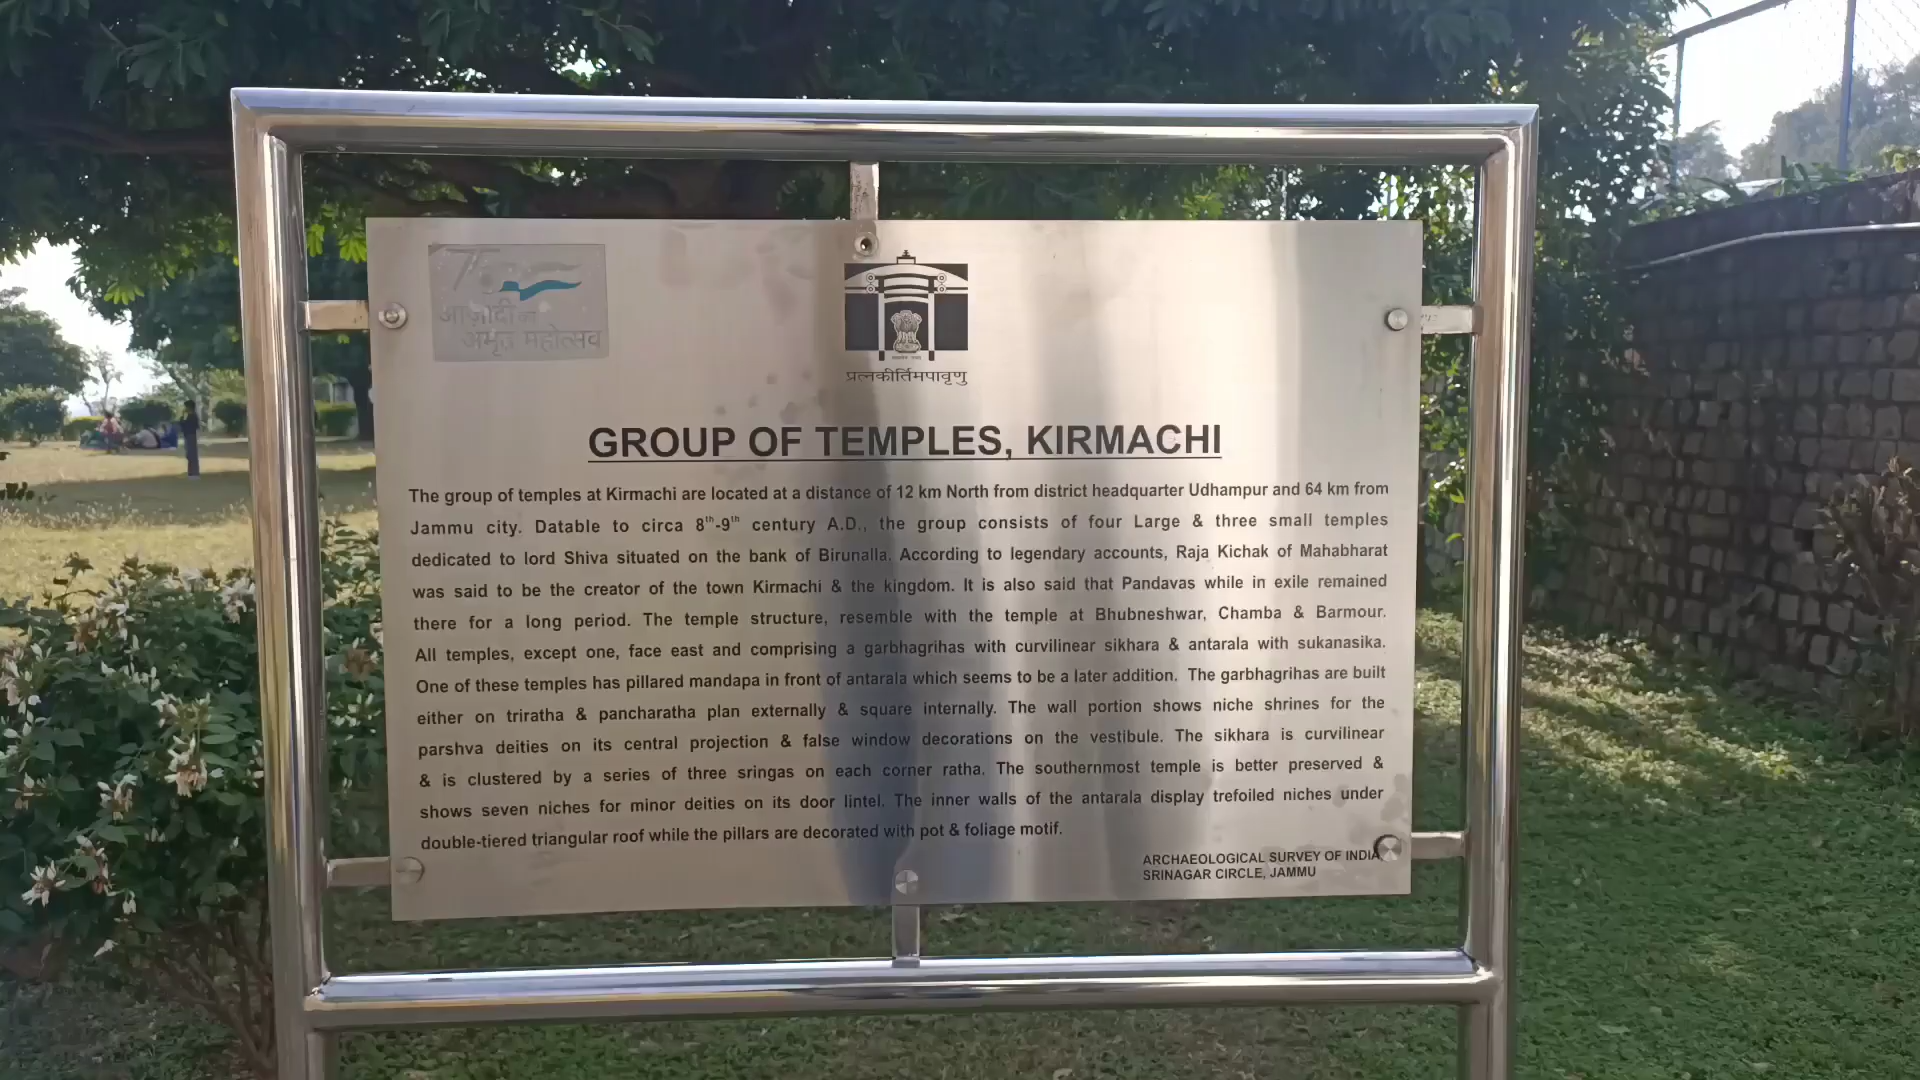 75
आज़ादी का
अमृत महोत्सव
प्रत्नकीर्तिमपावृणु
GROUP OF TEMPLES, KIRMACHI
The group of temples at Kirmachi are located at a distance of 12 km North from district headquarter Udhampur and 64 km from
Jammu city. Datable to circa 8th-9th century A.D., the group consists of four Large & three small temples
dedicated to lord Shiva situated on the bank of Birunalla. According to legendary accounts, Raja Kichak of Mahabharat
was said to be the creator of the town Kirmachi & the kingdom. It is also said that Pandavas while in exile remained
there for a long period. The temple structure, resemble with the temple at Bhubneshwar, Chamba & Barmour.
All temples, except one, face east and comprising a garbhagrihas with curvilinear sikhara & antarala with sukanasika.
One of these temples has pillared mandapa in front of antarala which seems to be a later addition. The garbhagrihas are built
either on triratha & pancharatha plan externally & square internally. The wall portion shows niche shrines for the
parshva deities on its central projection & false window decorations on the vestibule. The sikhara is curvilinear
& is clustered by a series of three sringas on each corner ratha. The southernmost temple is better preserved &
shows seven niches for minor deities on its door lintel. The inner walls of the antarala display trefoiled niches under
double-tiered triangular roof while the pillars are decorated with pot & foliage motif.
ARCHAEOLOGICAL SURVEY OF INDIA,
SRINAGAR CIRCLE, JAMMU